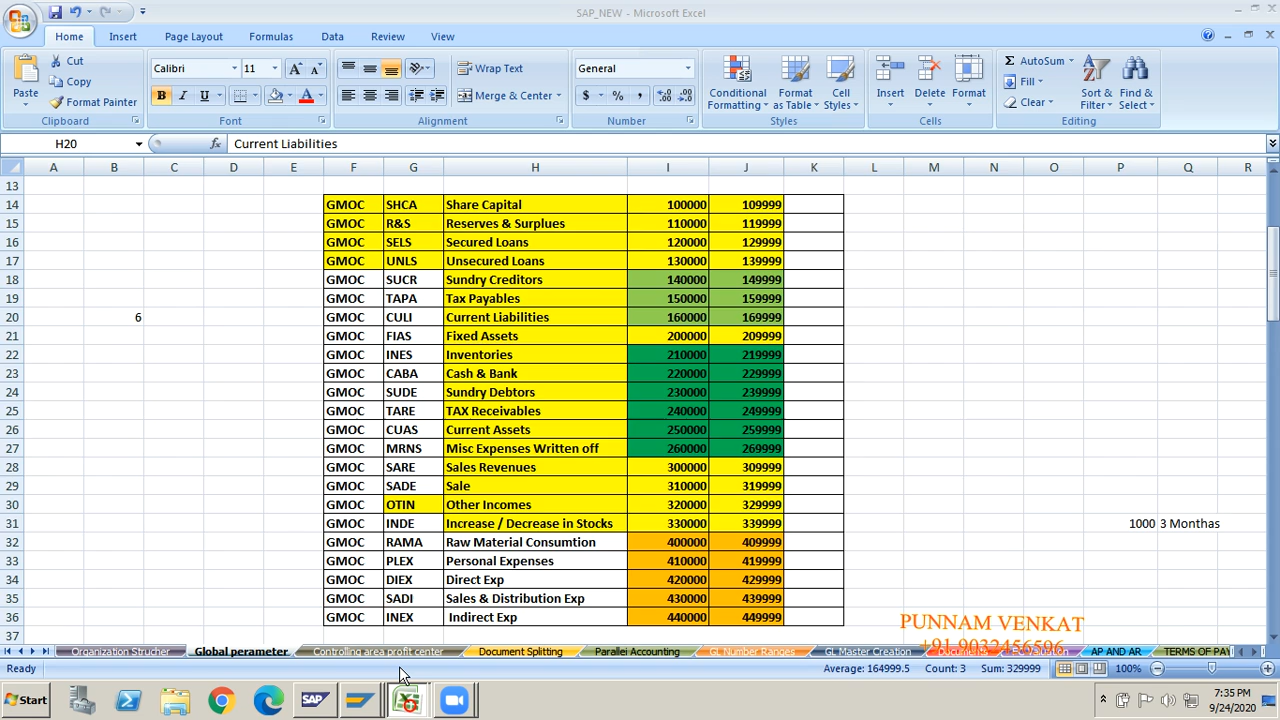 SAP_NEW - Microsoft Excel
Home Insert Page Layout Formulas Data Review View
Paste Cut Copy Format Painter Clipboard
Calibri 11 B I U A Font
Wrap Text Merge & Center Alignment
General $ % , Number
Conditional Formatting Format as Table Cell Styles Styles
Insert Delete Format Cells
AutoSum Fill Clear Sort & Filter Find & Select Editing
H20 fx Current Liabilities
A B C D E F G H I J K L M N O P Q R
13
14 GMOC SHCA Share Capital 100000 109999
15 GMOC R&S Reserves & Surplues 110000 119999
16 GMOC SELS Secured Loans 120000 129999
17 GMOC UNLS Unsecured Loans 130000 139999
18 GMOC SUCR Sundry Creditors 140000 149999
19 GMOC TAPA Tax Payables 150000 159999
20 6 GMOC CULI Current Liabilities 160000 169999
21 GMOC FIAS Fixed Assets 200000 209999
22 GMOC INES Inventories 210000 219999
23 GMOC CABA Cash & Bank 220000 229999
24 GMOC SUDE Sundry Debtors 230000 239999
25 GMOC TARE TAX Receivables 240000 249999
26 GMOC CUAS Current Assets 250000 259999
27 GMOC MRNS Misc Expenses Written off 260000 269999
28 GMOC SARE Sales Revenues 300000 309999
29 GMOC SADE Sale 310000 319999
30 GMOC OTIN Other Incomes 320000 329999
31 GMOC INDE Increase / Decrease in Stocks 330000 339999 1000 3 Monthas
32 GMOC RAMA Raw Material Consumtion 400000 409999
33 GMOC PLEX Personal Expenses 410000 419999
34 GMOC DIEX Direct Exp 420000 429999
35 GMOC SADI Sales & Distribution Exp 430000 439999
36 GMOC INEX Indirect Exp 440000 449999
37
PUNNAM VENKAT
+91 9032456596
Organization Strucher Global perameter Controlling area profit center Document Splitting Parallel Accounting GL Number Ranges GL Master Creation AP AND AR TERMS OF PAY
Ready Average: 164999.5 Count: 3 Sum: 329999 100%
Start SAP 7:35 PM
9/24/2020